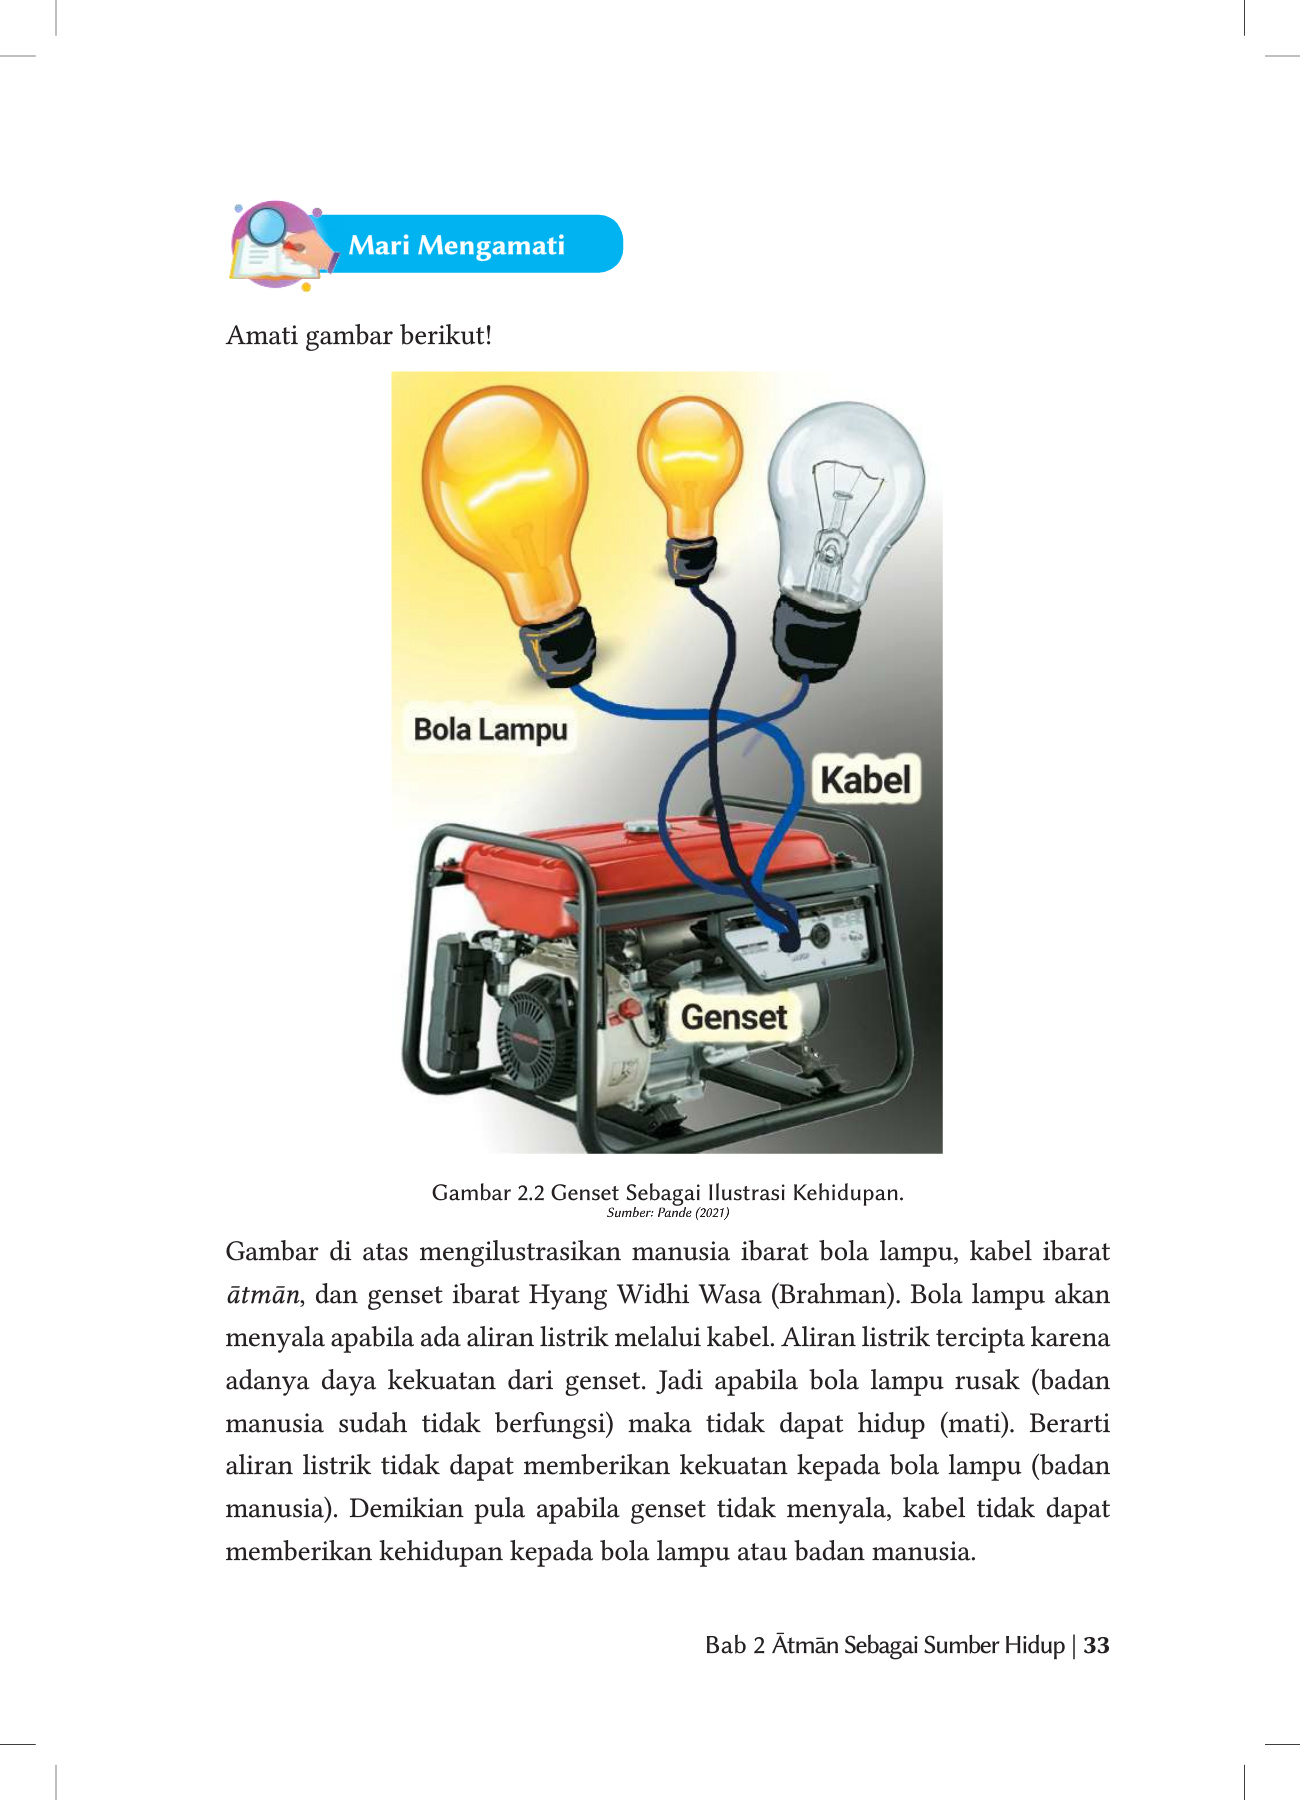 Mari Mengamati
Amati gambar berikut!
Bola Lampu
Kabel
Genset
Gambar 2.2 Genset Sebagai Ilustrasi Kehidupan.
Sumber: Pande (2021)
Gambar di atas mengilustrasikan manusia ibarat bola lampu, kabel ibarat
ātmān, dan genset ibarat Hyang Widhi Wasa (Brahman). Bola lampu akan
menyala apabila ada aliran listrik melalui kabel. Aliran listrik tercipta karena
adanya daya kekuatan dari genset. Jadi apabila bola lampu rusak (badan
manusia sudah tidak berfungsi) maka tidak dapat hidup (mati). Berarti
aliran listrik tidak dapat memberikan kekuatan kepada bola lampu (badan
manusia). Demikian pula apabila genset tidak menyala, kabel tidak dapat
memberikan kehidupan kepada bola lampu atau badan manusia.
Bab 2 Ātmān Sebagai Sumber Hidup | 33